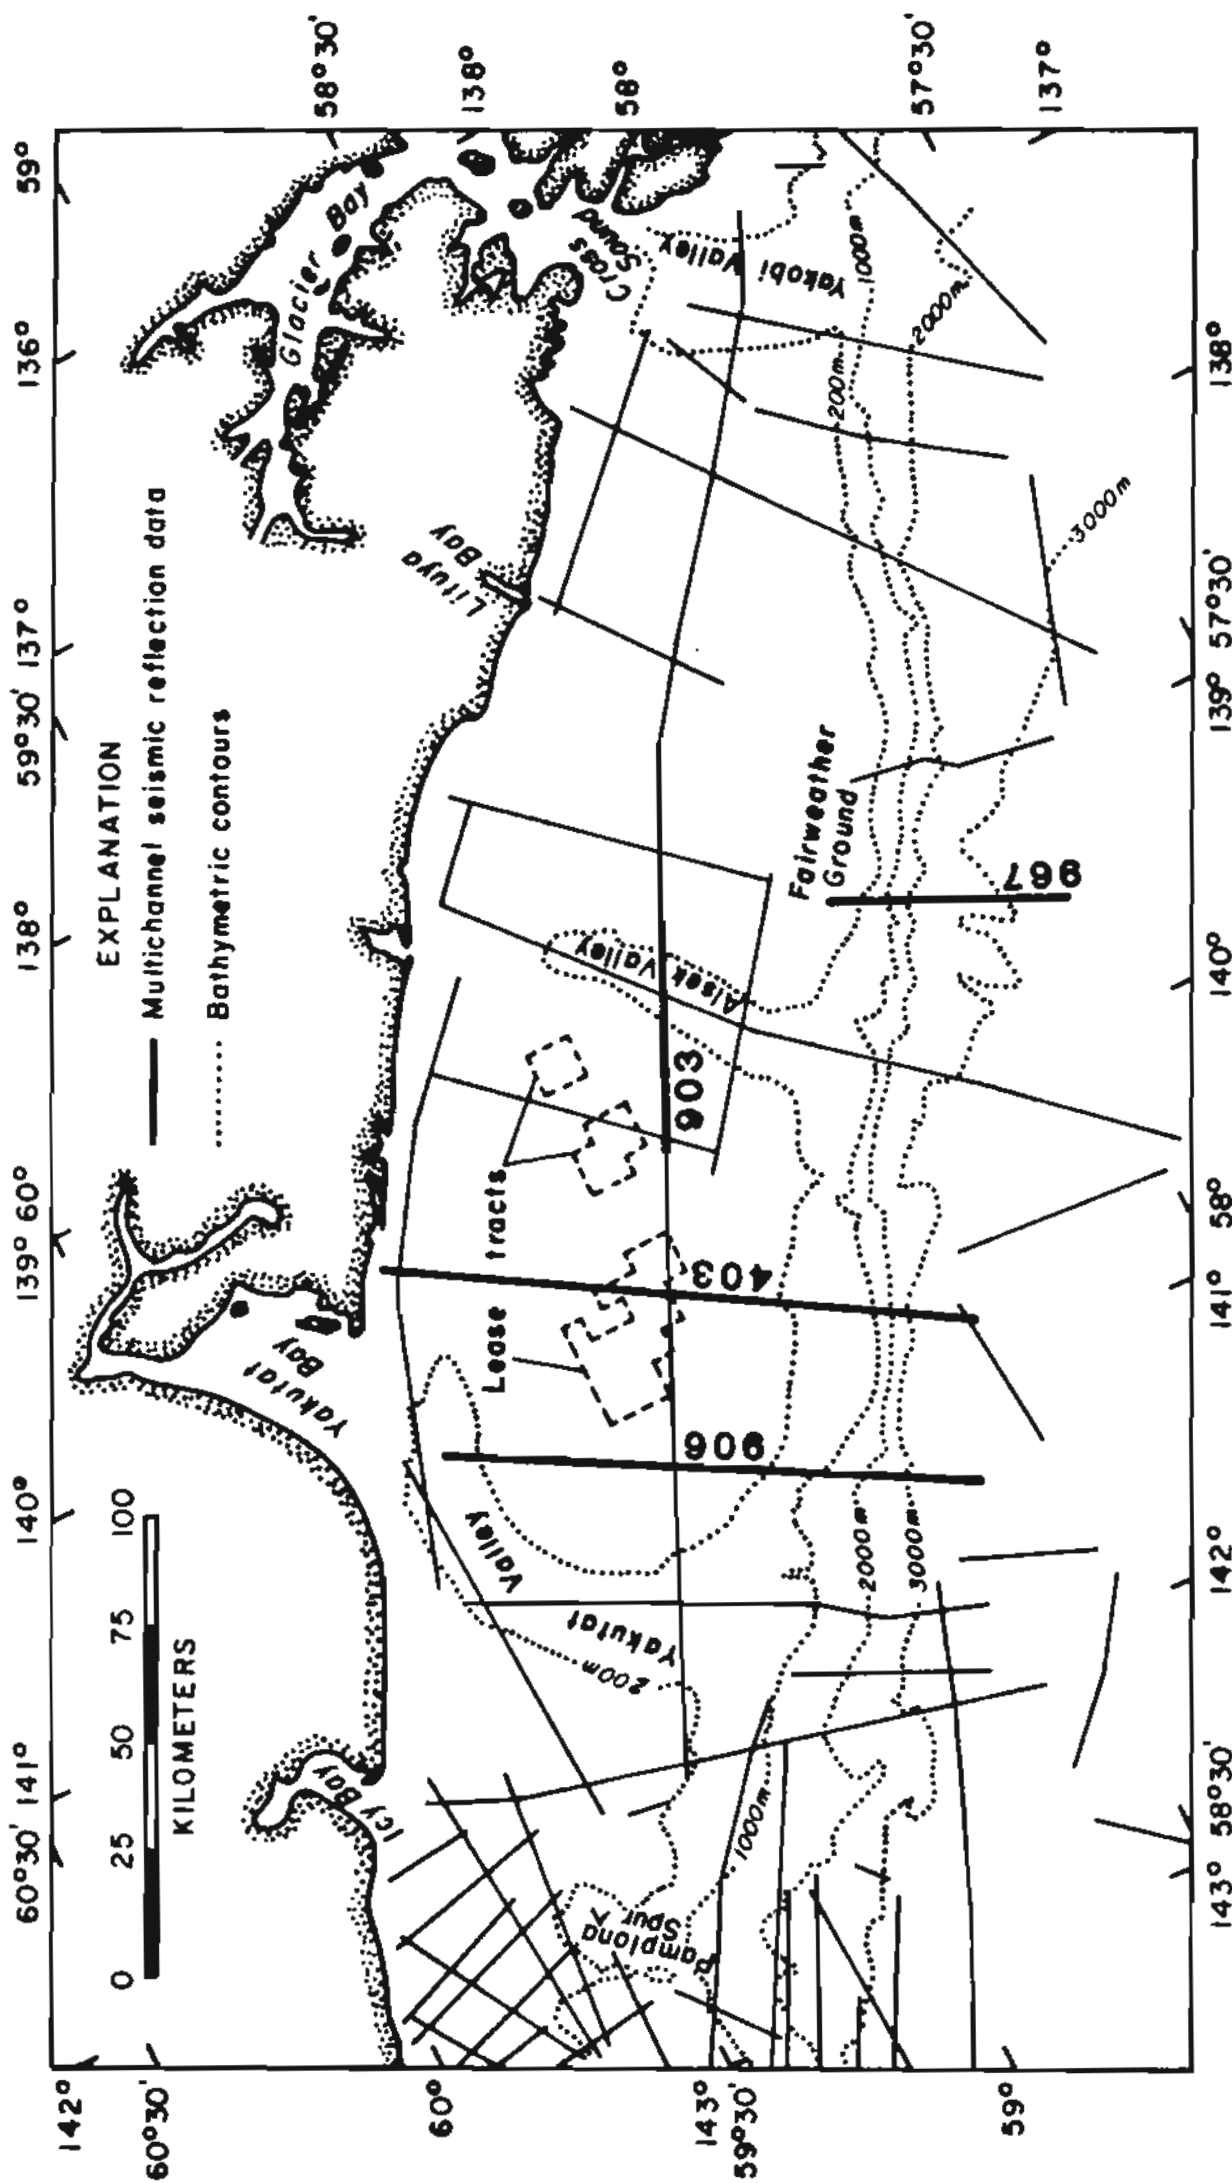 142°
60°30'
141°
140°
139°
60°
138°
59°30'
137°
136°
59°
EXPLANATION
Multichannel seismic reflection data
Bathymetric contours
0
25
50
75
100
KILOMETERS
58°30'
138°
58°
57°30'
137°
60°
143°
59°30'
59°
143°
58°30'
142°
141°
58°
140°
139°
57°30'
138°
Icy Bay
Yakutat
Bay
Lituya
Bay
Glacier Bay
Cross
Sound
Yakobi
Valley
Alsek Valley
Fairweather
Ground
Lease tracts
Yakutat
Valley
Pamplona
Spur
906
403
903
967
200m
1000m
2000m
3000m
200m
1000m
2000m
3000m